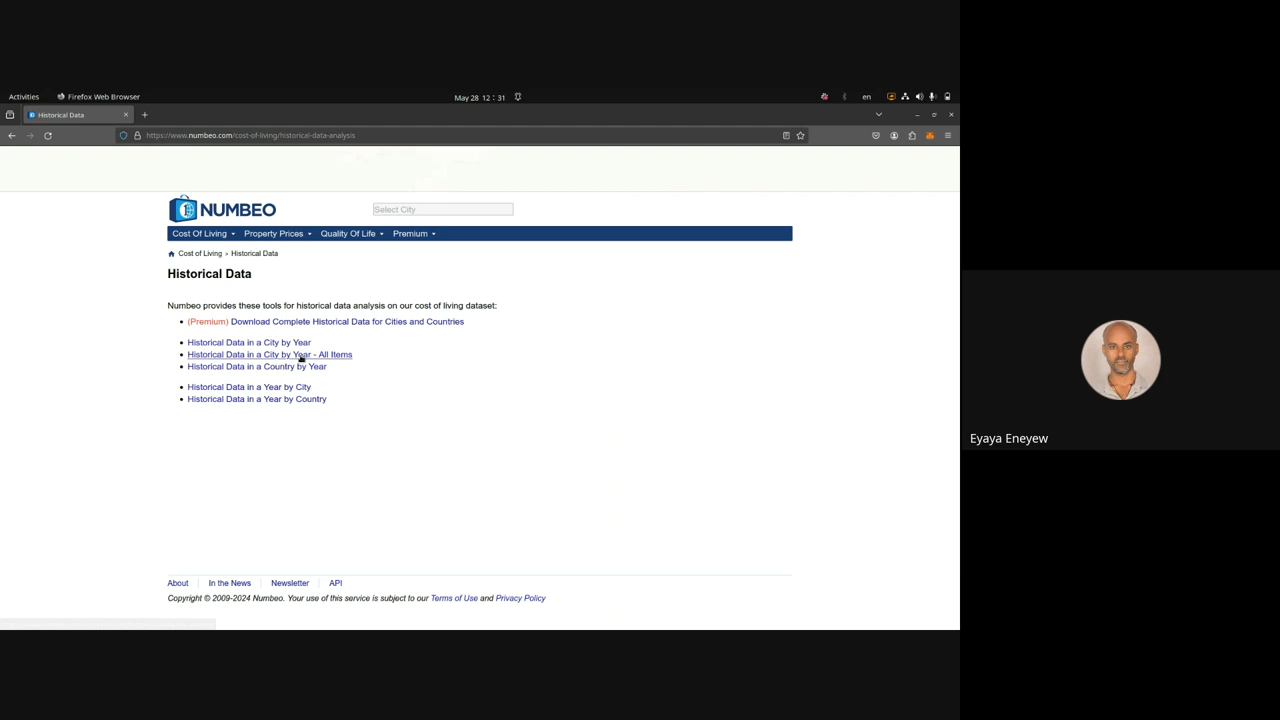 Activities Firefox Web Browser May 28 12 : 31 en
Historical Data
https://www.numbeo.com/cost-of-living/historical-data-analysis
NUMBEO Select City
Cost Of Living Property Prices Quality Of Life Premium
Cost of Living > Historical Data
Historical Data
Numbeo provides these tools for historical data analysis on our cost of living dataset:
• (Premium) Download Complete Historical Data for Cities and Countries
• Historical Data in a City by Year
• Historical Data in a City by Year - All Items
• Historical Data in a Country by Year
• Historical Data in a Year by City
• Historical Data in a Year by Country
Eyaya Eneyew
About In the News Newsletter API
Copyright © 2009-2024 Numbeo. Your use of this service is subject to our Terms of Use and Privacy Policy